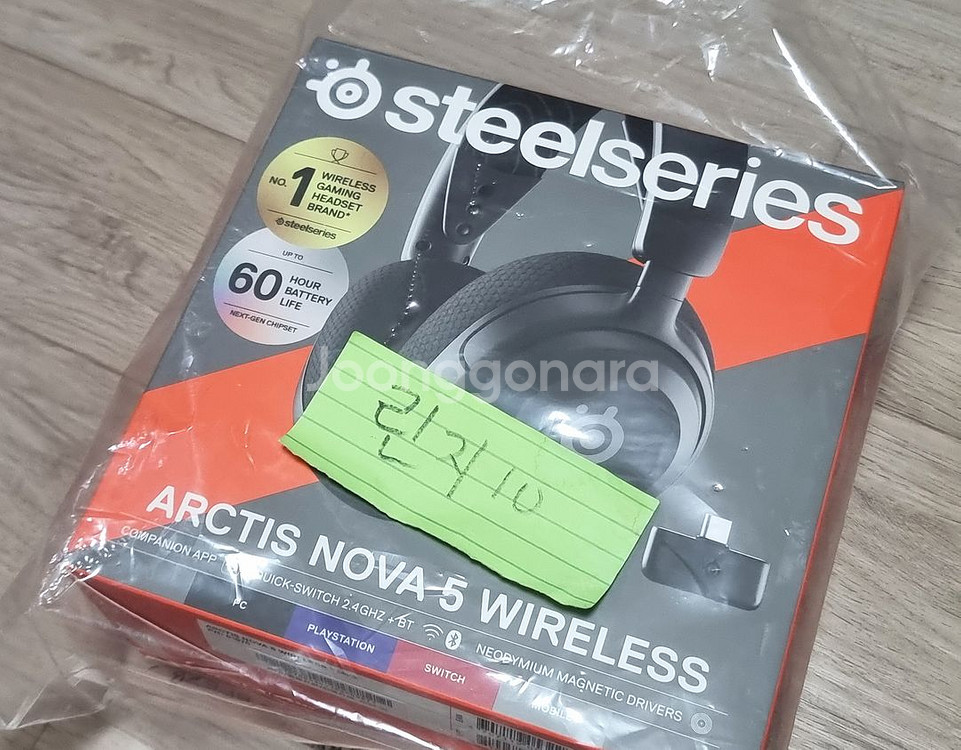 steelseries
NO. 1 WIRELESS
GAMING
HEADSET
BRAND*
steelseries
UP TO
60 HOUR
BATTERY
LIFE
NEXT-GEN CHIPSET
Joonggonara
린지10
ARCTIS NOVA 5 WIRELESS
COMPANION APP
QUICK-SWITCH 2.4GHZ + BT
NEODYMIUM MAGNETIC DRIVERS
PC
PLAYSTATION
SWITCH
MOBILE